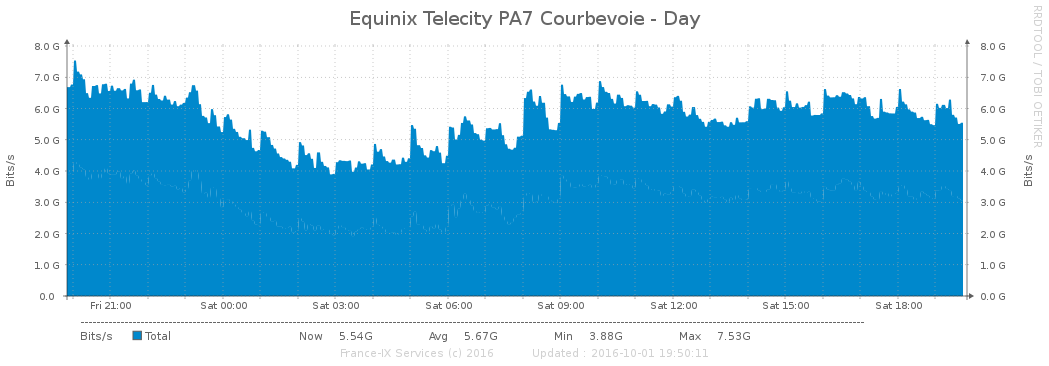 Equinix Telecity PA7 Courbevoie - Day
RRDTOOL / TOBI OETIKER
8.0 G 8.0 G
7.0 G 7.0 G
6.0 G 6.0 G
5.0 G 5.0 G
4.0 G 4.0 G
3.0 G 3.0 G
2.0 G 2.0 G
1.0 G 1.0 G
0.0 0.0 G
Bits/s
Bits/s
Fri 21:00 Sat 00:00 Sat 03:00 Sat 06:00 Sat 09:00 Sat 12:00 Sat 15:00 Sat 18:00
Bits/s Total Now 5.54G Avg 5.67G Min 3.88G Max 7.53G
France-IX Services (c) 2016 Updated : 2016-10-01 19:50:11